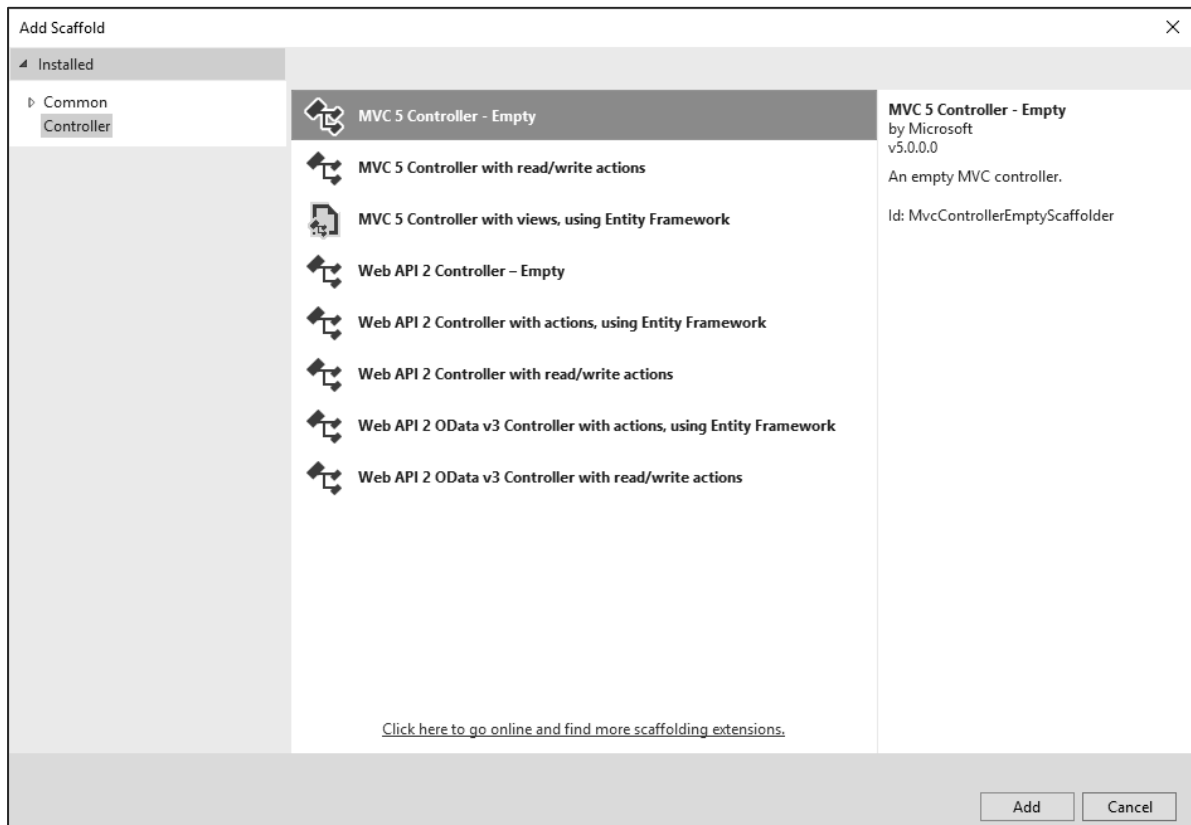 Add Scaffold
Installed
Common
Controller
MVC 5 Controller - Empty
MVC 5 Controller with read/write actions
MVC 5 Controller with views, using Entity Framework
Web API 2 Controller – Empty
Web API 2 Controller with actions, using Entity Framework
Web API 2 Controller with read/write actions
Web API 2 OData v3 Controller with actions, using Entity Framework
Web API 2 OData v3 Controller with read/write actions
Click here to go online and find more scaffolding extensions.
MVC 5 Controller - Empty
by Microsoft
v5.0.0.0
An empty MVC controller.
Id: MvcControllerEmptyScaffolder
Add
Cancel